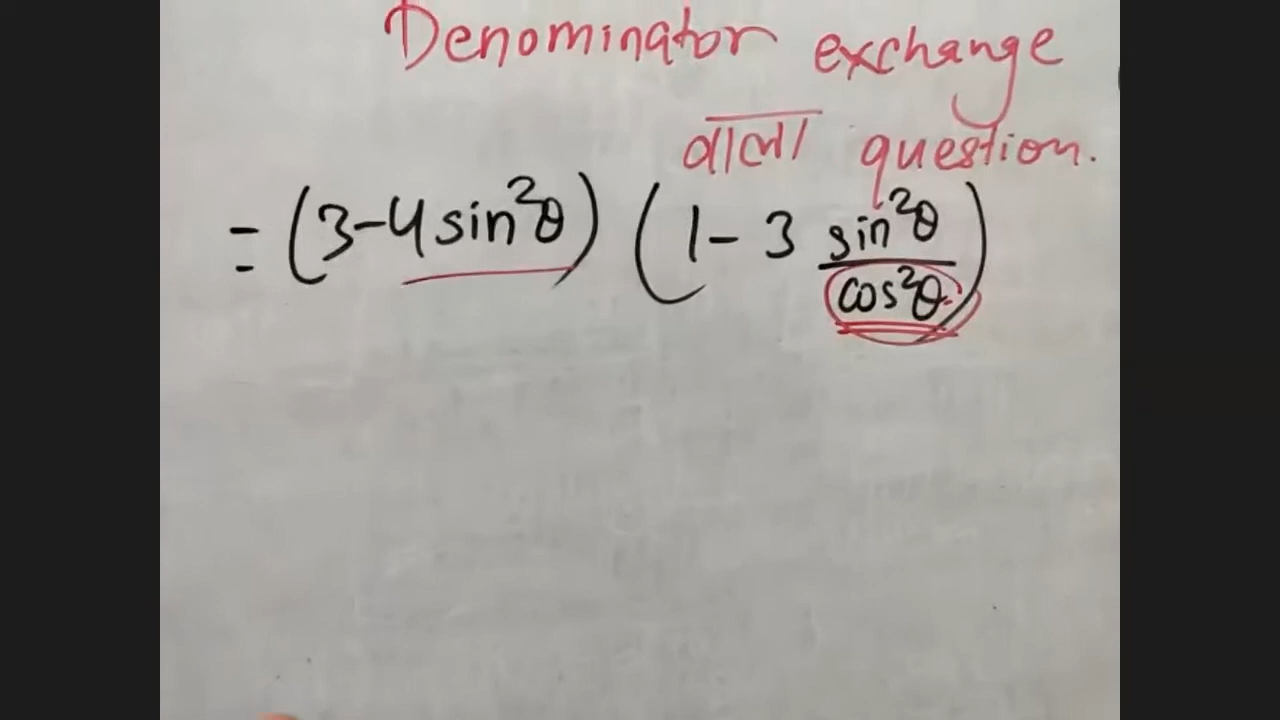 Denominator exchange
वाला question.
= (3-4sin²θ) (1 - 3 sin²θ/cos²θ)